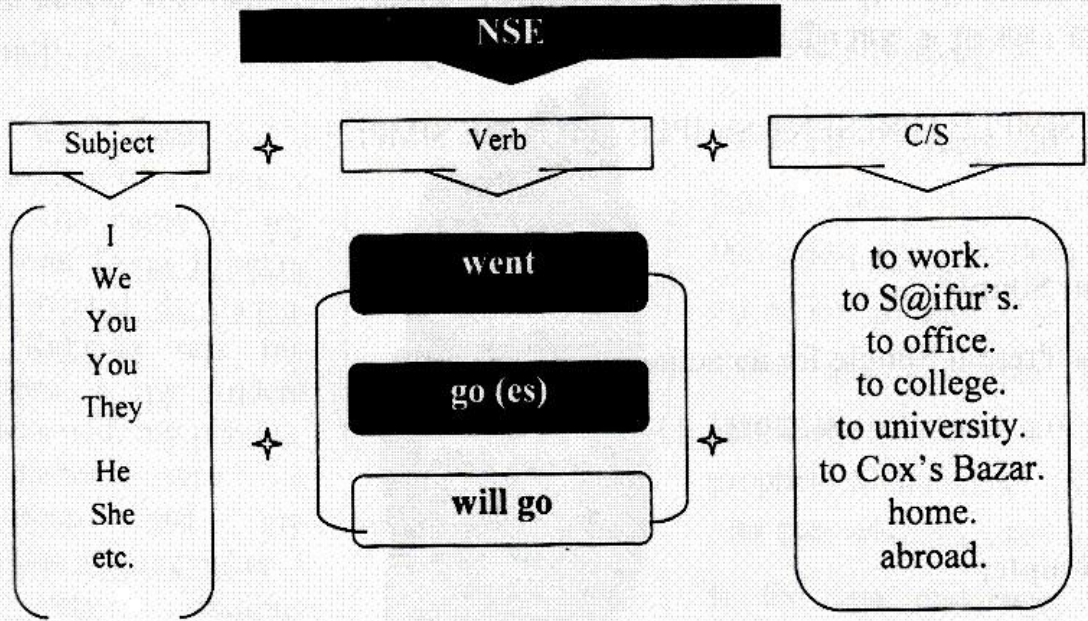 NSE
Subject
Verb
C/S
I
We
You
You
They
He
She
etc.
went
go (es)
will go
to work.
to S@ifur's.
to office.
to college.
to university.
to Cox's Bazar.
home.
abroad.